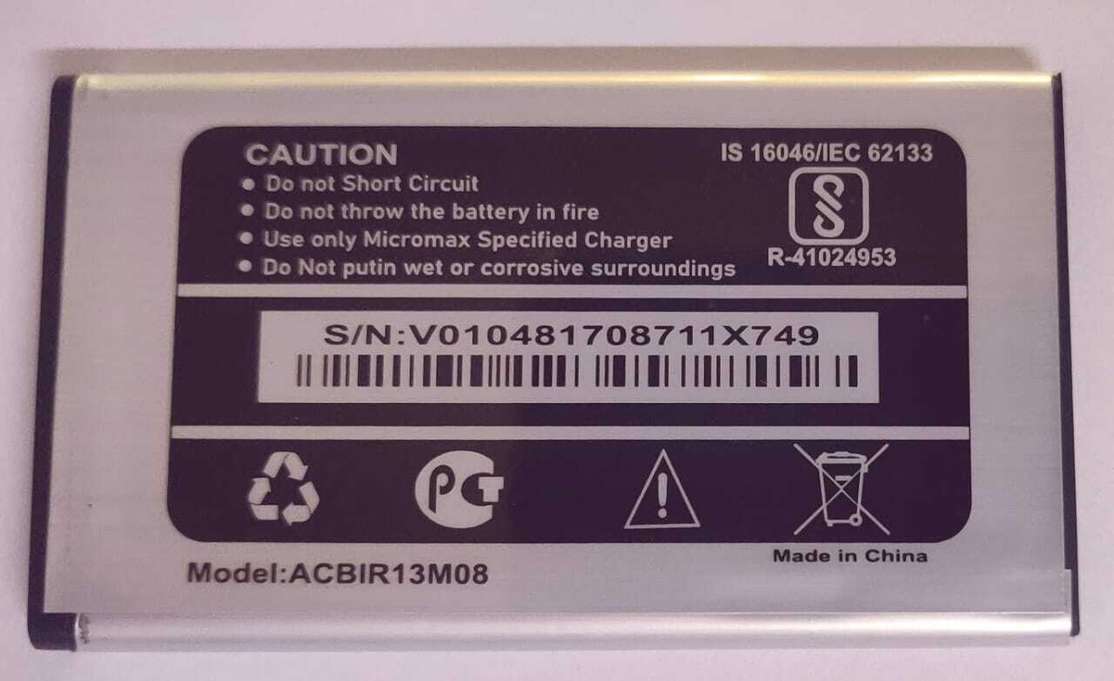 CAUTION
• Do not Short Circuit
• Do not throw the battery in fire
• Use only Micromax Specified Charger
• Do Not putin wet or corrosive surroundings
IS 16046/IEC 62133
R-41024953
S/N:V010481708711X749
PCT
Made in China
Model:ACBIR13M08